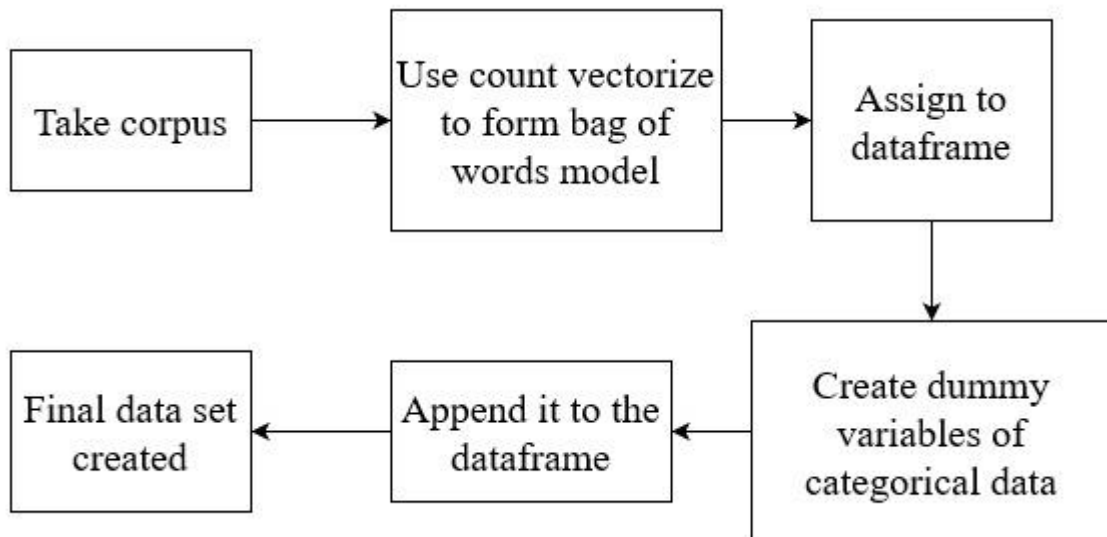 Take corpus
Use count vectorize
to form bag of
words model
Assign to
dataframe
Create dummy
variables of
categorical data
Append it to the
dataframe
Final data set
created